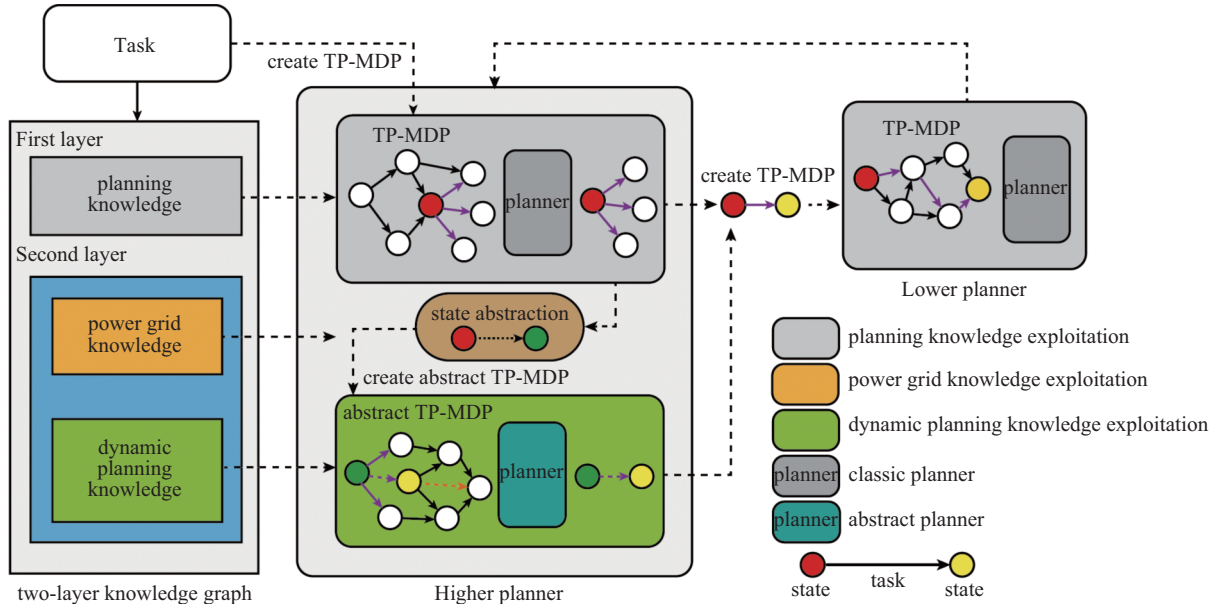 Task
create TP-MDP
First layer
planning
knowledge
Second layer
power grid
knowledge
dynamic
planning
knowledge
two-layer knowledge graph
TP-MDP
planner
state abstraction
create abstract TP-MDP
abstract TP-MDP
planner
Higher planner
create TP-MDP
TP-MDP
planner
Lower planner
planning knowledge exploitation
power grid knowledge exploitation
dynamic planning knowledge exploitation
planner classic planner
planner abstract planner
task
state state